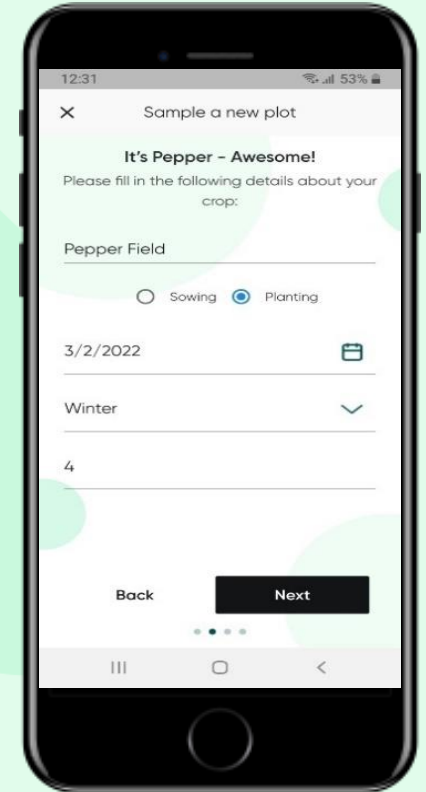 12:31 53%
Sample a new plot
It's Pepper - Awesome!
Please fill in the following details about your
crop:
Pepper Field
Sowing Planting
3/2/2022
Winter
4
Back Next